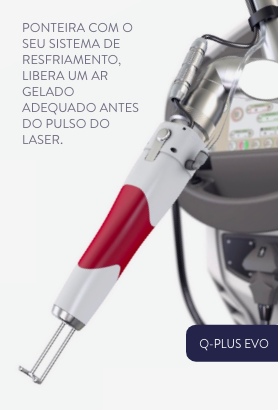 PONTEIRA COM O
SEU SISTEMA DE
RESFRIAMENTO,
LIBERA UM AR
GELADO
ADEQUADO ANTES
DO PULSO DO
LASER.
Q-PLUS EVO